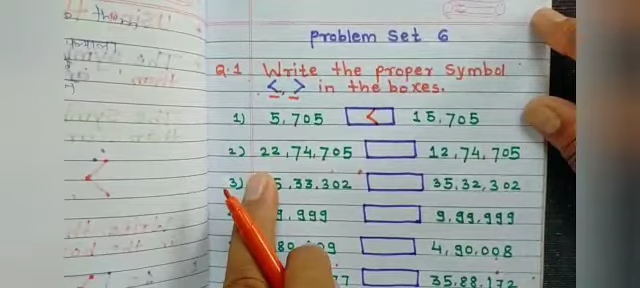 Problem Set 6
Q.1 Write the proper symbol
<, > in the boxes.
1) 5,705 < 15,705
2) 22,74,705 12,74,705
3) 5,33,302 35,32,302
9,999 9,99,999
4,90,008
35,88,172